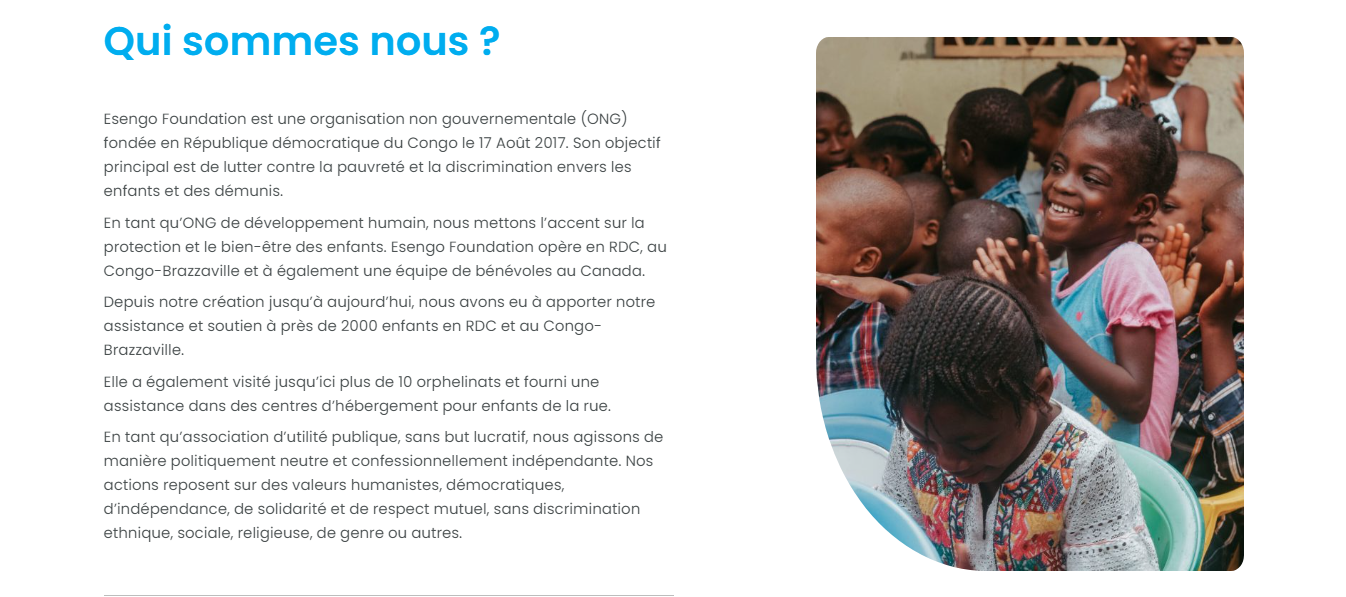 Qui sommes nous ?
Esengo Foundation est une organisation non gouvernementale (ONG)
fondée en République démocratique du Congo le 17 Août 2017. Son objectif
principal est de lutter contre la pauvreté et la discrimination envers les
enfants et des démunis.
En tant qu’ONG de développement humain, nous mettons l’accent sur la
protection et le bien-être des enfants. Esengo Foundation opère en RDC, au
Congo-Brazzaville et à également une équipe de bénévoles au Canada.
Depuis notre création jusqu’à aujourd’hui, nous avons eu à apporter notre
assistance et soutien à près de 2000 enfants en RDC et au Congo-
Brazzaville.
Elle a également visité jusqu’ici plus de 10 orphelinats et fourni une
assistance dans des centres d’hébergement pour enfants de la rue.
En tant qu’association d’utilité publique, sans but lucratif, nous agissons de
manière politiquement neutre et confessionnellement indépendante. Nos
actions reposent sur des valeurs humanistes, démocratiques,
d’indépendance, de solidarité et de respect mutuel, sans discrimination
ethnique, sociale, religieuse, de genre ou autres.